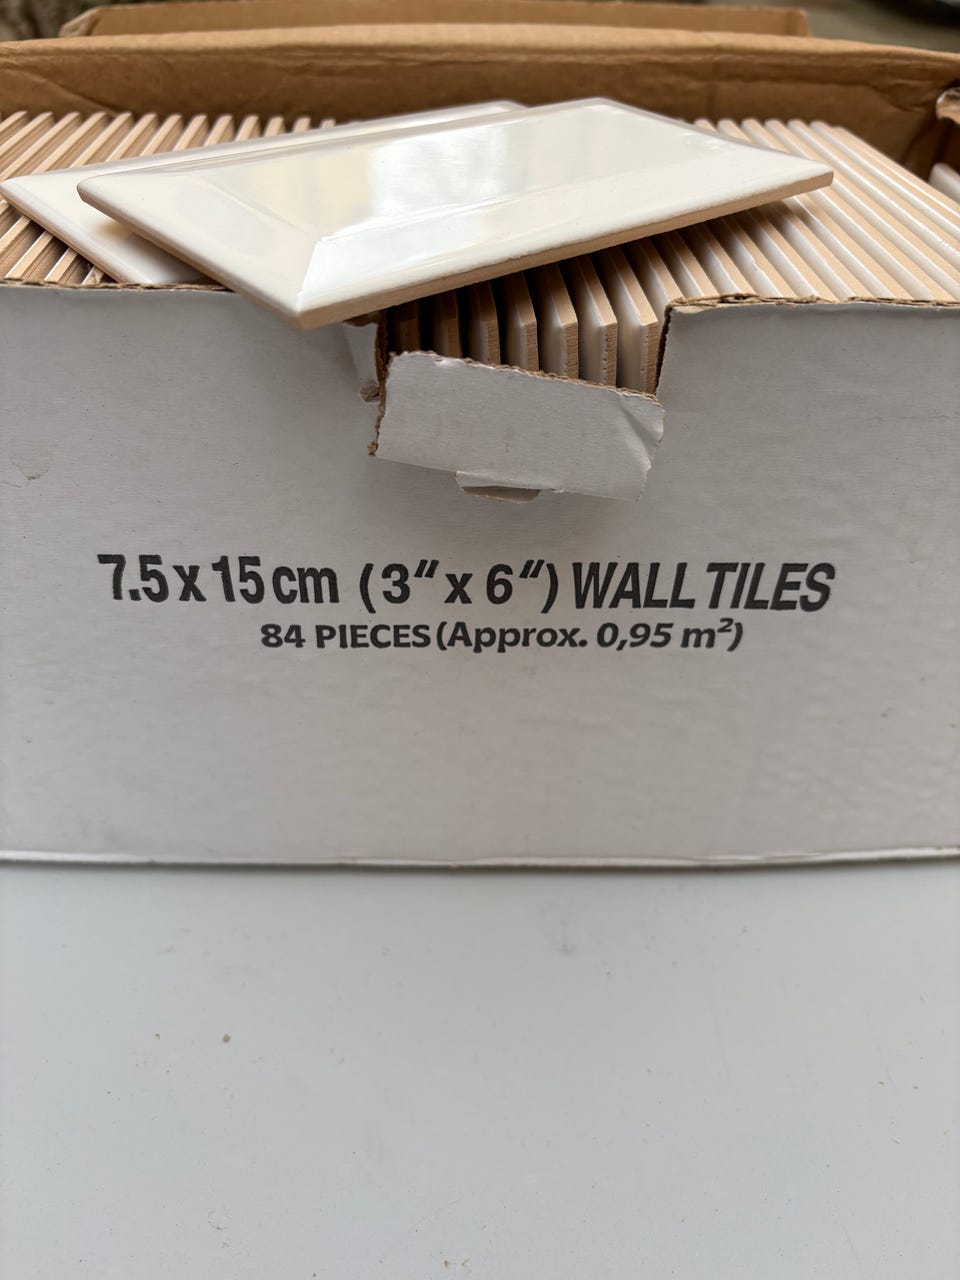 7.5 x 15 cm (3" x 6") WALL TILES
84 PIECES (Approx. 0,95 m²)